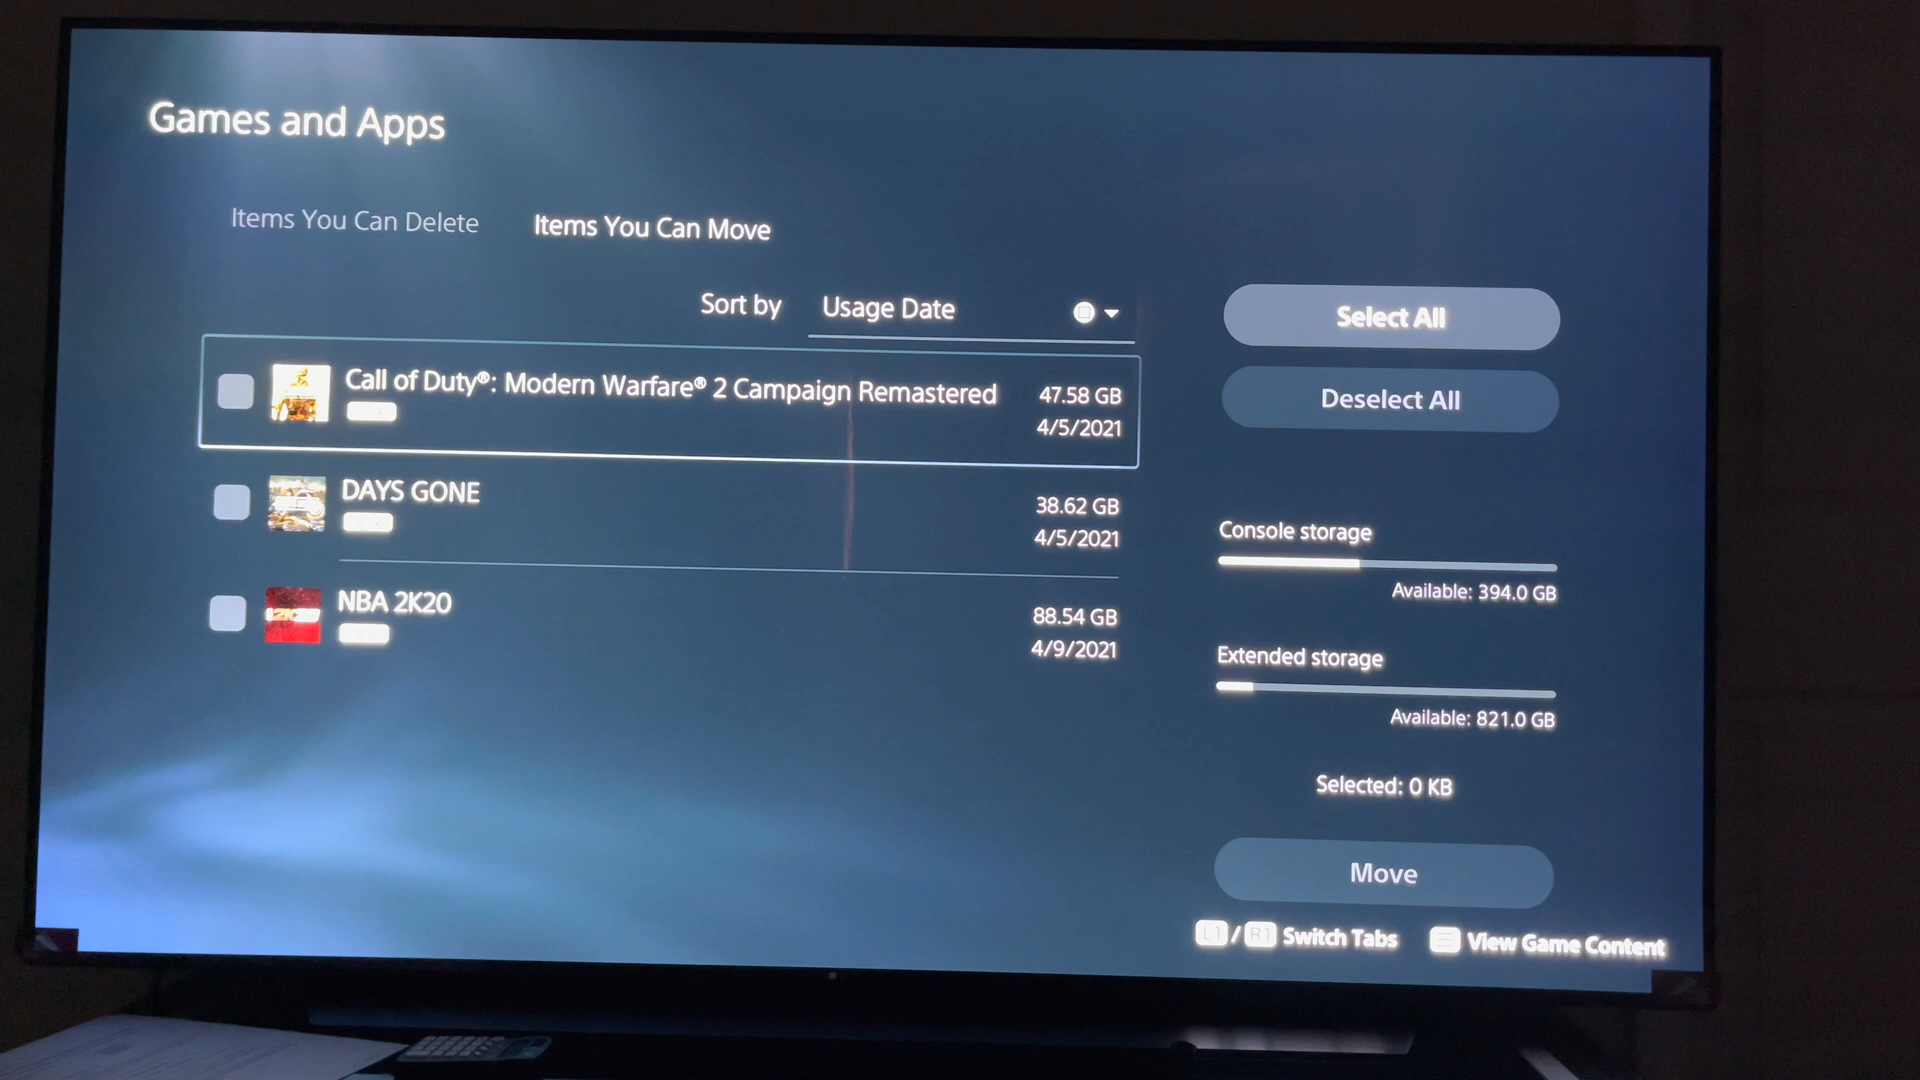 Games and Apps
Items You Can Delete
Items You Can Move
Sort by
Usage Date
Call of Duty®: Modern Warfare® 2 Campaign Remastered
47.58 GB
4/5/2021
DAYS GONE
38.62 GB
4/5/2021
NBA 2K20
88.54 GB
4/9/2021
Select All
Deselect All
Console storage
Available: 394.0 GB
Extended storage
Available: 821.0 GB
Selected: 0 KB
Move
L1 / R1 Switch Tabs
View Game Content